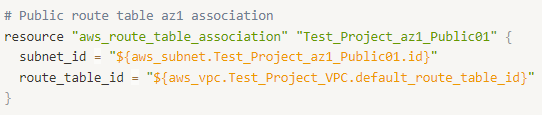 # Public route table az1 association
resource "aws_route_table_association" "Test_Project_az1_Public01" {
  subnet_id = "${aws_subnet.Test_Project_az1_Public01.id}"
  route_table_id = "${aws_vpc.Test_Project_VPC.default_route_table_id}"
}